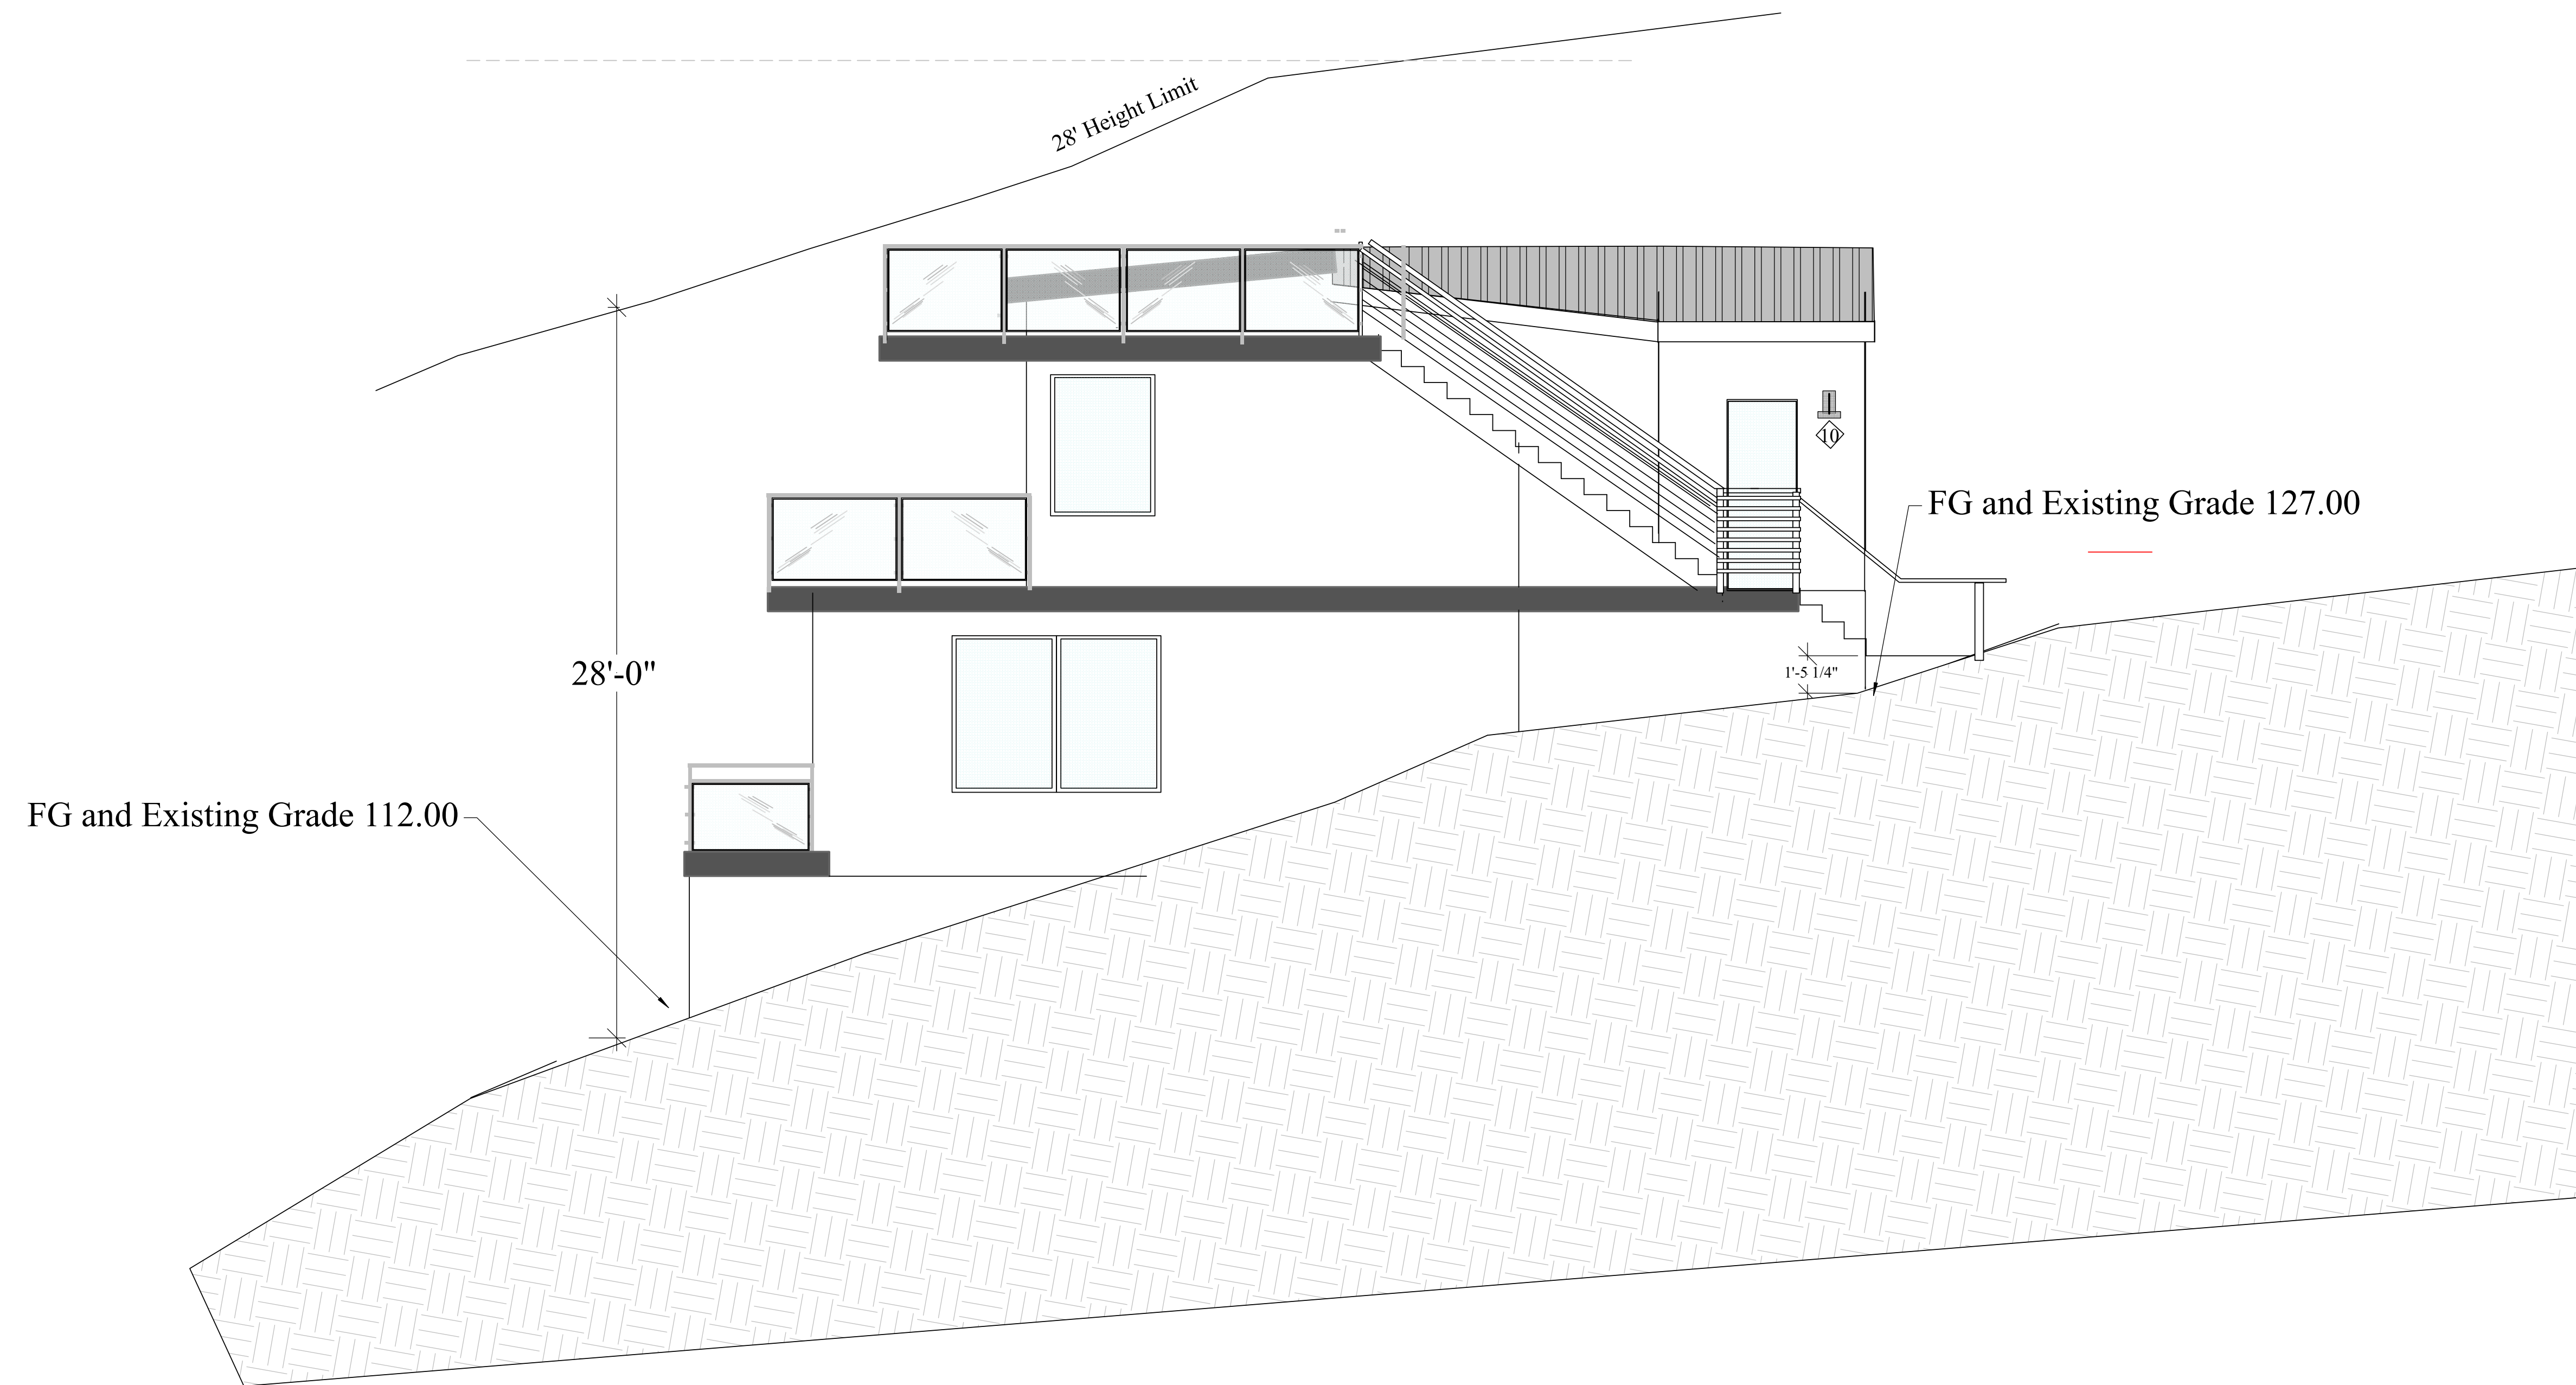 28' Height Limit
10
FG and Existing Grade 127.00
28'-0"
1'-5 1/4"
FG and Existing Grade 112.00